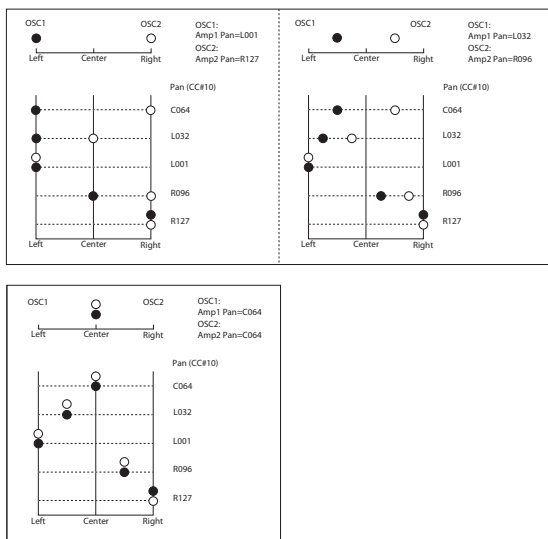 OSC1 OSC2 OSC1:
Amp1 Pan=L001
OSC2:
Amp2 Pan=R127
Left Center Right
Pan (CC#10)
C064
L032
L001
R096
R127
Left Center Right
OSC1 OSC2 OSC1:
Amp1 Pan=L032
OSC2:
Amp2 Pan=R096
Left Center Right
Pan (CC#10)
C064
L032
L001
R096
R127
Left Center Right
OSC1 OSC2 OSC1:
Amp1 Pan=C064
OSC2:
Amp2 Pan=C064
Left Center Right
Pan (CC#10)
C064
L032
L001
R096
R127
Left Center Right